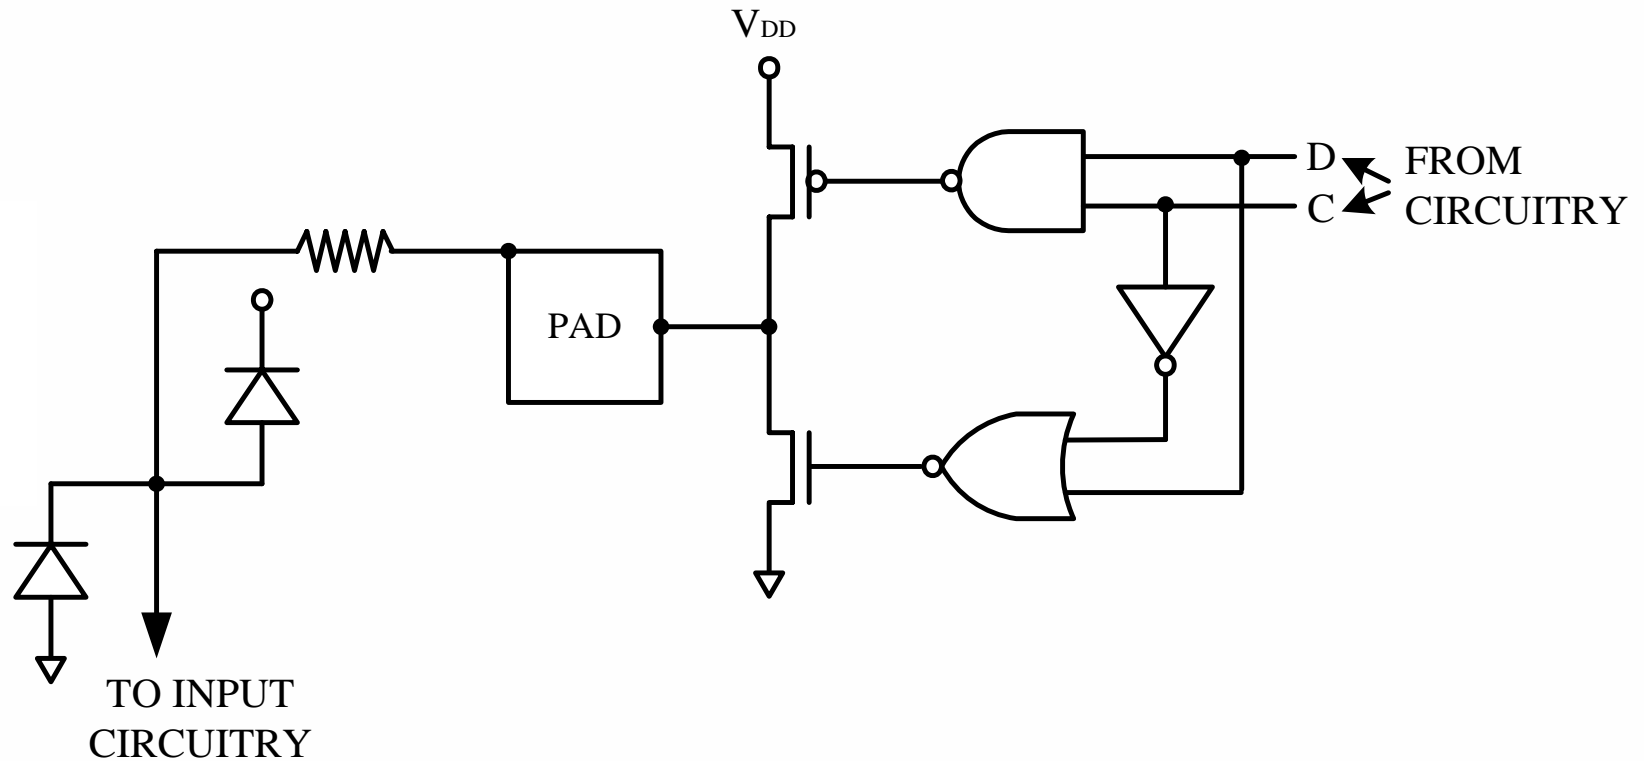 VDD
D
C
FROM
CIRCUITRY
PAD
TO INPUT
CIRCUITRY